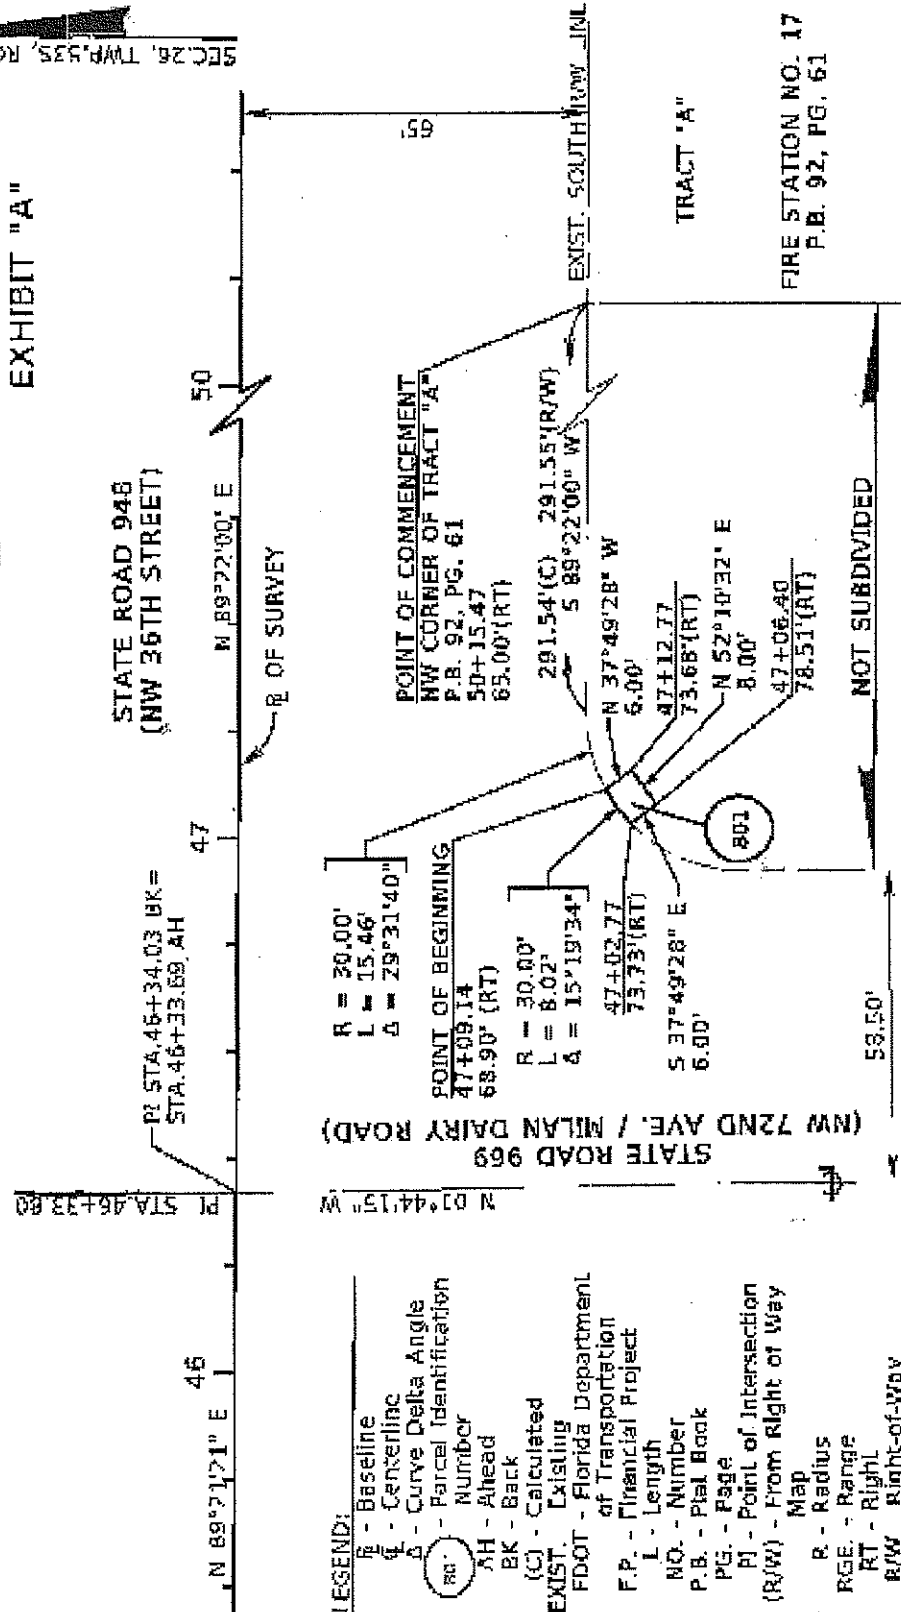 EXHIBIT "A"
STATE ROAD 948
(NW 36TH STREET)
SEC.26, TWP.53S,
PI STA.46+34.03 BK=
STA.46+33.69 AH
46
47
50
N 89°22'00" E
℄ OF SURVEY
65'
PI STA.46+33.80
POINT OF COMMENCEMENT
NW CORNER OF TRACT "A"
P.B. 92, PG. 61
50+15.47
65.00'(RT)
EXIST. SOUTH R/W LINE
291.54'(C) 291.55'(R/W)
S 89°22'00" W
TRACT "A"
FIRE STATION NO. 17
P.B. 92, PG. 61
R = 30.00'
L = 15.46'
Δ = 29°31'40"
POINT OF BEGINNING
47+09.14
68.90' (RT)
R = 30.00'
L = 8.02'
Δ = 15°19'34"
47+02.77
73.73'(RT)
S 37°49'28" E
6.00'
N 37°49'28" W
6.00'
47+12.77
73.68'(RT)
N 52°10'32" E
8.00'
47+06.40
78.51'(RT)
801
NOT SUBDIVIDED
58.50'
STATE ROAD 969
(NW 72ND AVE. / MILAN DAIRY ROAD)
N 01°44'15" W
LEGEND:
- Baseline
- Centerline
Δ - Curve Delta Angle
- Parcel Identification
Number
AH - Ahead
BK - Back
(C) - Calculated
EXIST. - Existing
FDOT - Florida Department
of Transportation
F.P. - Financial Project
L - Length
NO. - Number
P.B. - Plat Book
PG. - Page
PI - Point of Intersection
(R/W) - From Right of Way
Map
R - Radius
RGE. - Range
RT - Right
R/W - Right-of-Way